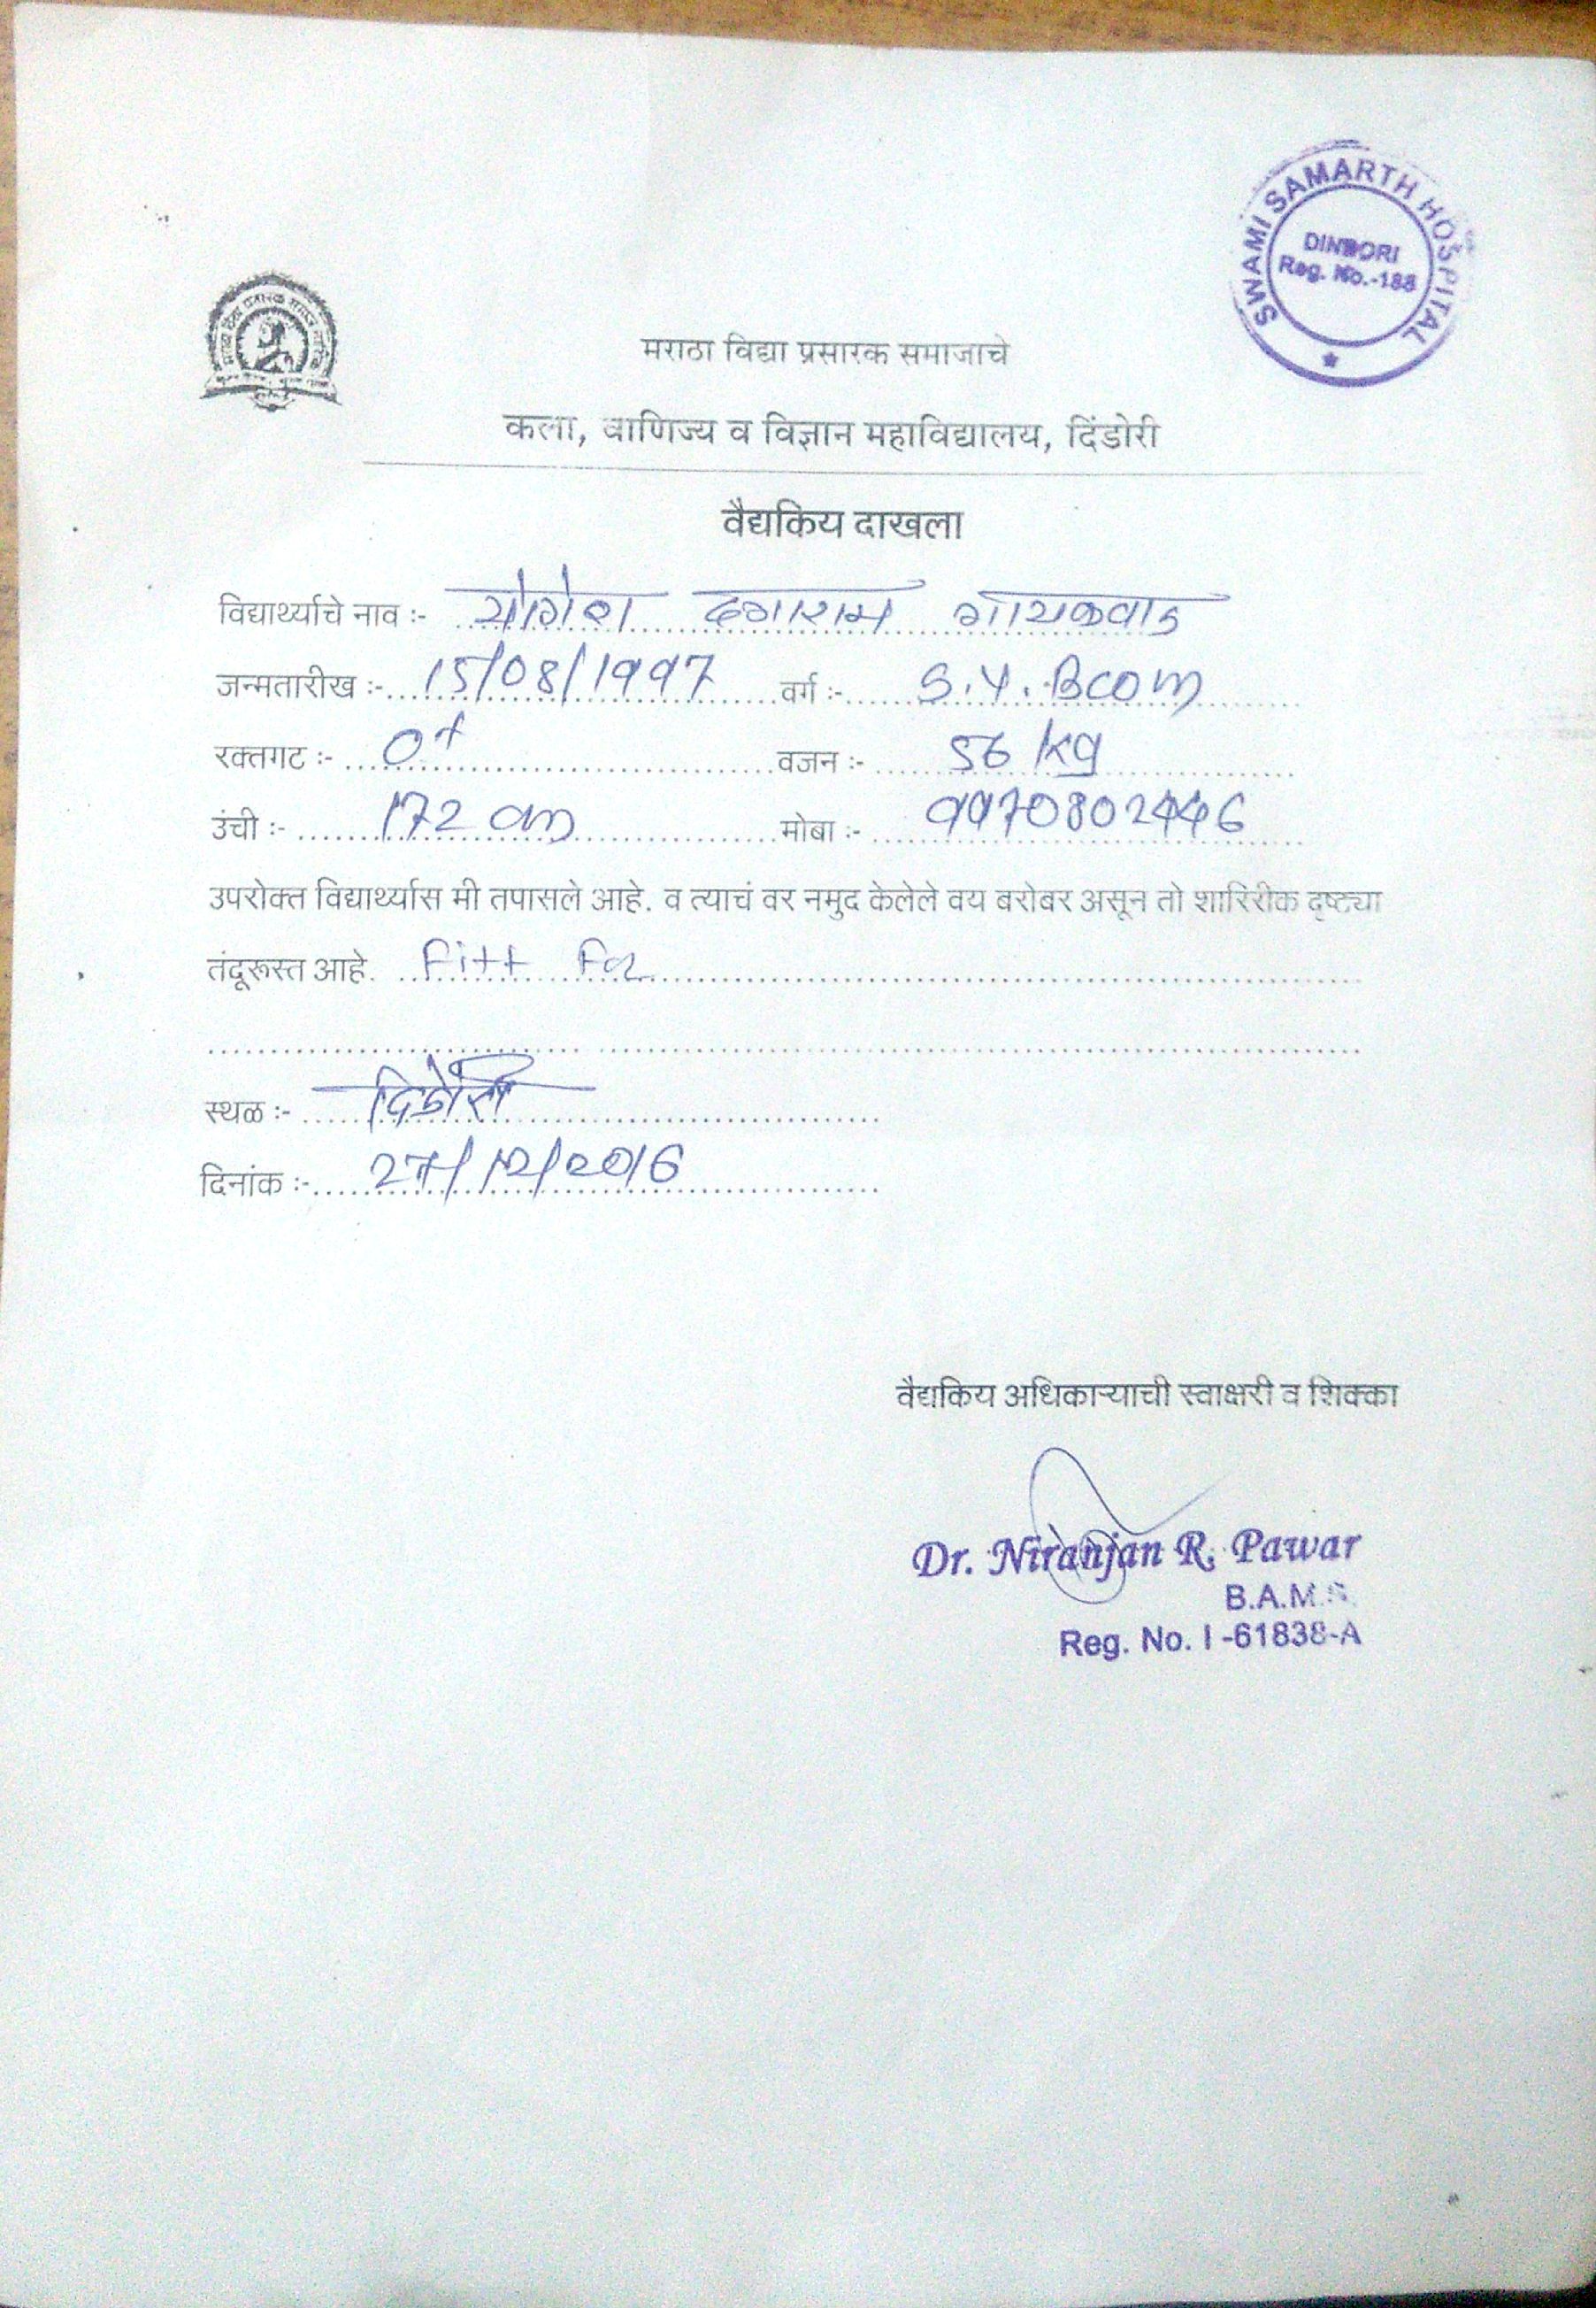 SWAMI SAMARTH HOSPITAL
DINDORI
Reg. No.-188
मराठा विद्या प्रसारक समाजाचे
कला, वाणिज्य व विज्ञान महाविद्यालय, दिंडोरी
वैद्यकिय दाखला
विद्यार्थ्याचे नाव :- योगेश दगाराम गायकवाड
जन्मतारीख :- 15/08/1997 वर्ग :- S.Y. Bcom
रक्तगट :- O+ वजन :- 56 kg
उंची :- 172 cm मोबा :- 9970802446
उपरोक्त विद्यार्थ्यास मी तपासले आहे. व त्याचं वर नमुद केलेले वय बरोबर असून तो शारिरीक दृष्ट्या
तंदूरूस्त आहे. Fitt For
स्थळ :- दिंडोरी
दिनांक :- 27/12/2016
वैद्यकिय अधिकाऱ्याची स्वाक्षरी व शिक्का
Dr. Niranjan R. Pawar
B.A.M.S.
Reg. No. I -61838-A